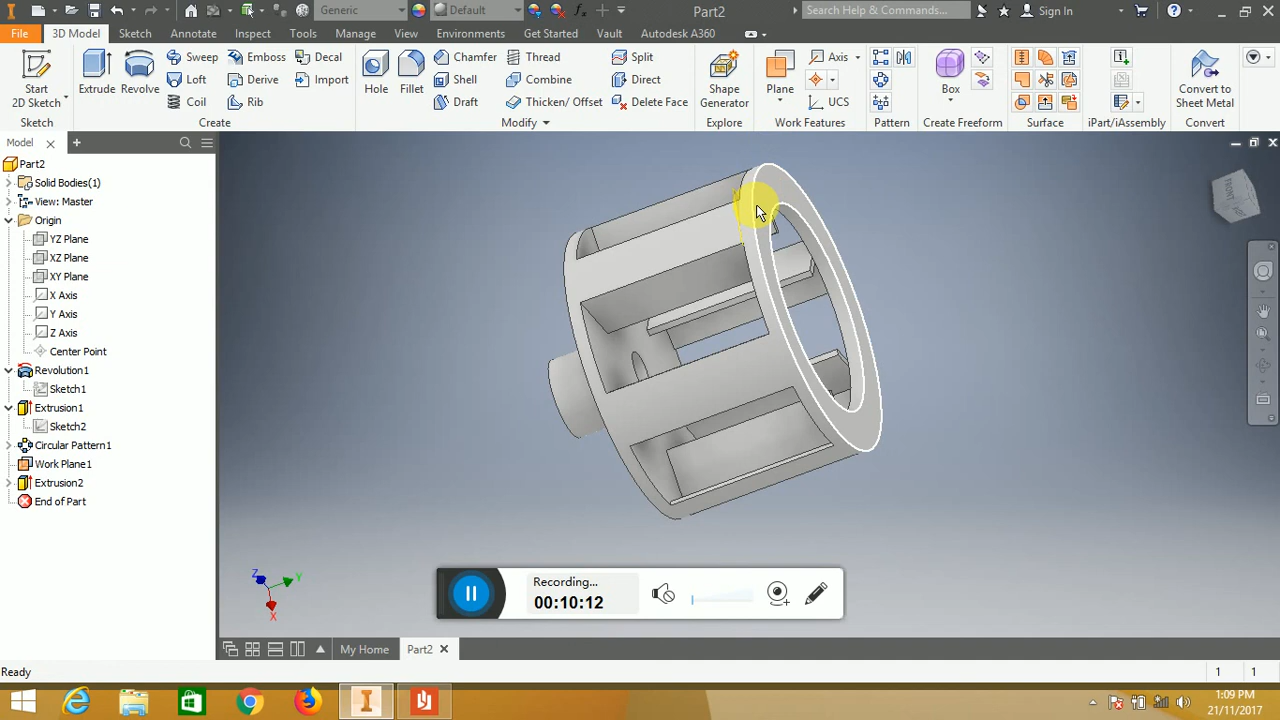 Generic
Default
Part2
Search Help & Commands...
Sign In
File
3D Model
Sketch
Annotate
Inspect
Tools
Manage
View
Environments
Get Started
Vault
Autodesk A360
Start
2D Sketch
Extrude
Revolve
Sweep
Emboss
Decal
Loft
Derive
Import
Coil
Rib
Hole
Fillet
Chamfer
Thread
Split
Shell
Combine
Direct
Draft
Thicken/ Offset
Delete Face
Shape
Generator
Plane
Axis
UCS
Box
Convert to
Sheet Metal
Sketch
Create
Modify
Explore
Work Features
Pattern
Create Freeform
Surface
iPart/iAssembly
Convert
Model
Part2
Solid Bodies(1)
View: Master
Origin
YZ Plane
XZ Plane
XY Plane
X Axis
Y Axis
Z Axis
Center Point
Revolution1
Sketch1
Extrusion1
Sketch2
Circular Pattern1
Work Plane1
Extrusion2
End of Part
FRONT
Z
Y
X
Recording...
00:10:12
My Home
Part2
Ready
1
1
1:09 PM
21/11/2017